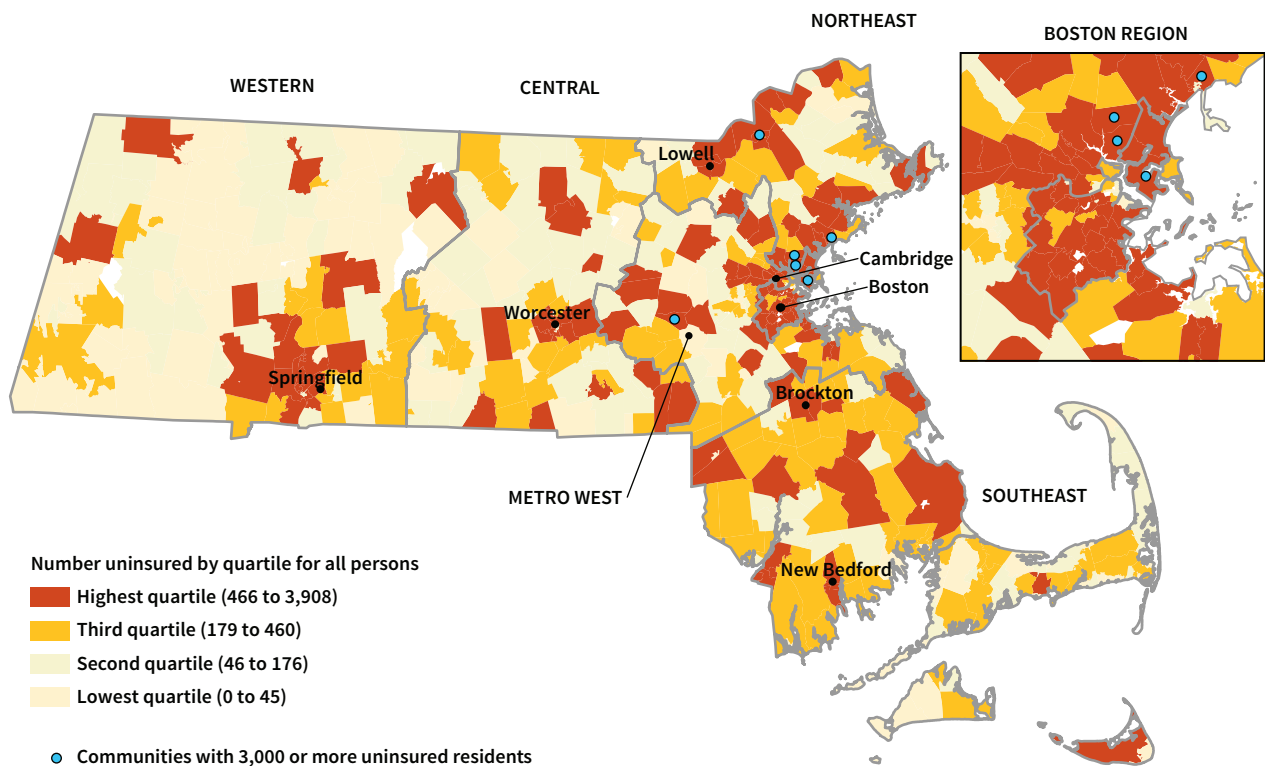 NORTHEAST
BOSTON REGION
WESTERN
CENTRAL
Lowell
Cambridge
Boston
Worcester
Springfield
Brockton
METRO WEST
SOUTHEAST
New Bedford
Number uninsured by quartile for all persons
Highest quartile (466 to 3,908)
Third quartile (179 to 460)
Second quartile (46 to 176)
Lowest quartile (0 to 45)
Communities with 3,000 or more uninsured residents